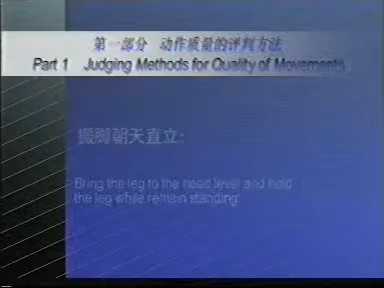 第一部分 动作质量的评判方法
Part 1 Judging Methods for Quality of Movements
搬脚朝天直立:
Bring the leg to the head level and hold
the leg while remain standing: